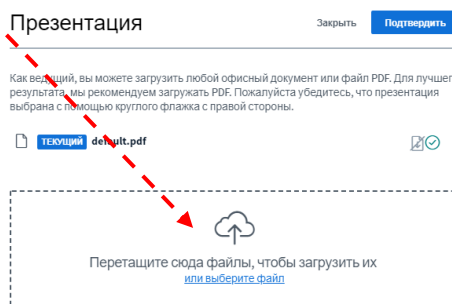 Презентация
Закрыть
Подтвердить
Как ведущий, вы можете загрузить любой офисный документ или файл PDF. Для лучшег
результата, мы рекомендуем загружать PDF. Пожалуйста убедитесь, что презентация
выбрана с помощью круглого флажка с правой стороны.
ТЕКУЩИЙ default.pdf
Перетащите сюда файлы, чтобы загрузить их
или выберите файл